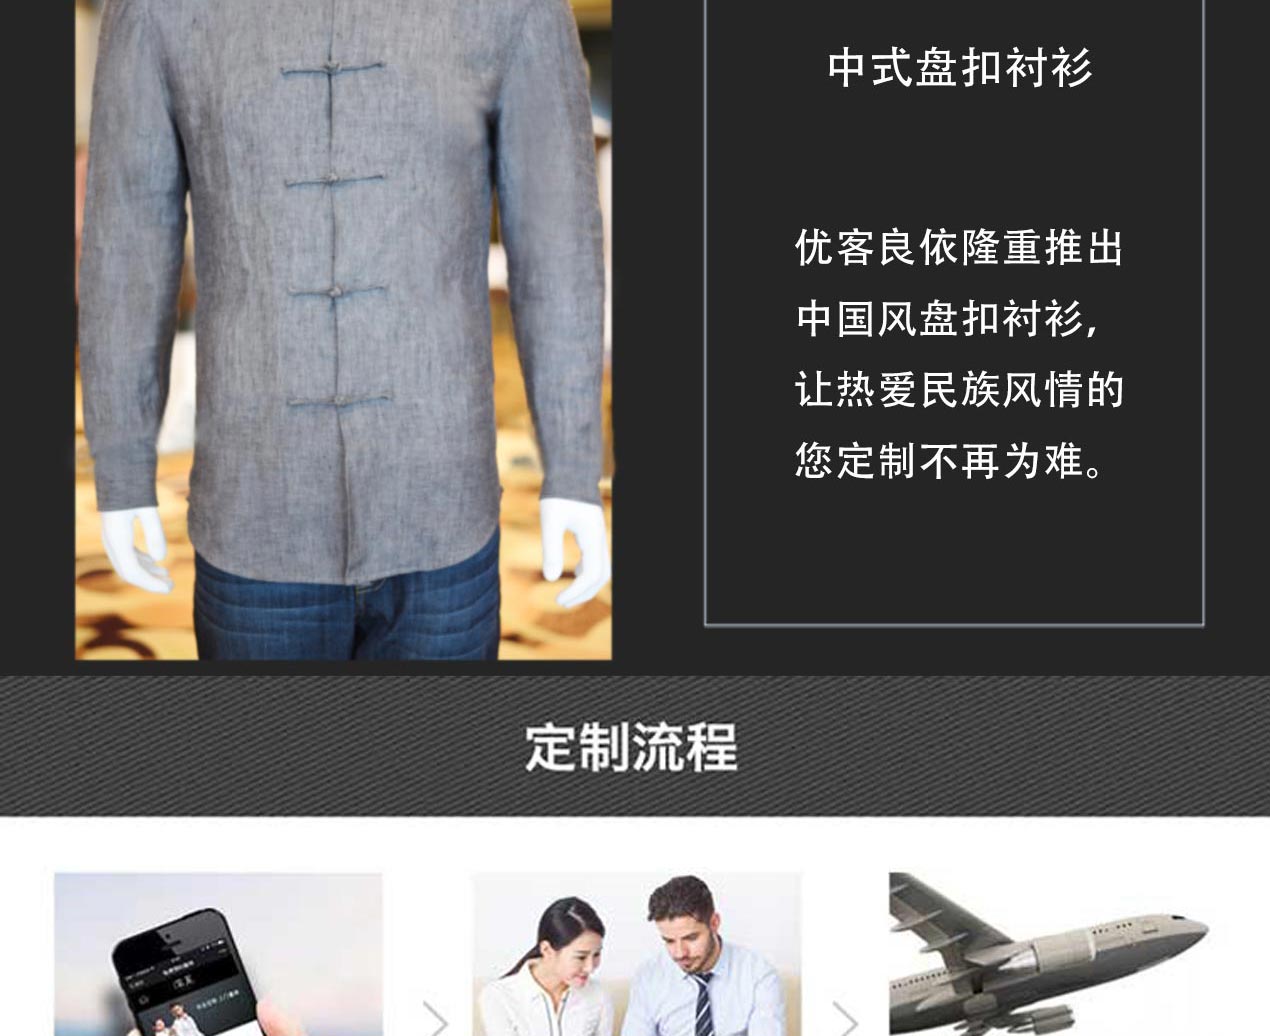 中式盘扣衬衫
优客良依隆重推出
中国风盘扣衬衫,
让热爱民族风情的
您定制不再为难。
定制流程